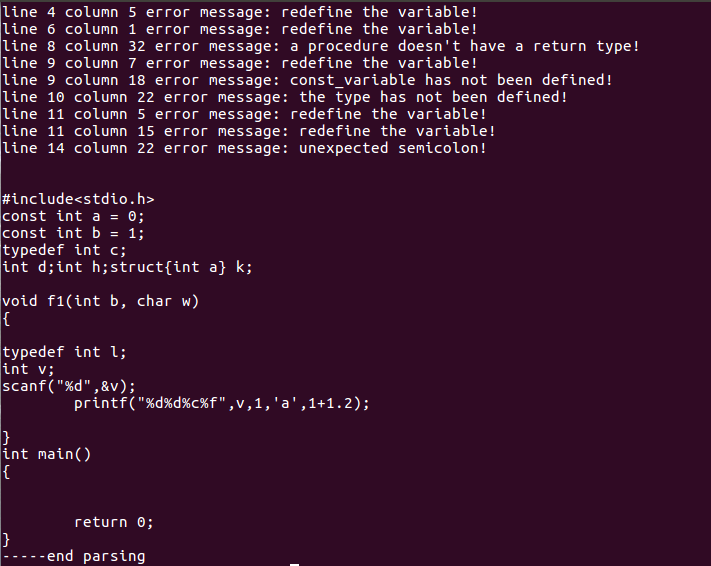 line 4 column 5 error message: redefine the variable!
line 6 column 1 error message: redefine the variable!
line 8 column 32 error message: a procedure doesn't have a return type!
line 9 column 7 error message: redefine the variable!
line 9 column 18 error message: const_variable has not been defined!
line 10 column 22 error message: the type has not been defined!
line 11 column 5 error message: redefine the variable!
line 11 column 15 error message: redefine the variable!
line 14 column 22 error message: unexpected semicolon!
#include<stdio.h>
const int a = 0;
const int b = 1;
typedef int c;
int d;int h;struct{int a} k;
void f1(int b, char w)
{
typedef int l;
int v;
scanf("%d",&v);
printf("%d%d%c%f",v,1,'a',1+1.2);
}
int main()
{
return 0;
}
-----end parsing